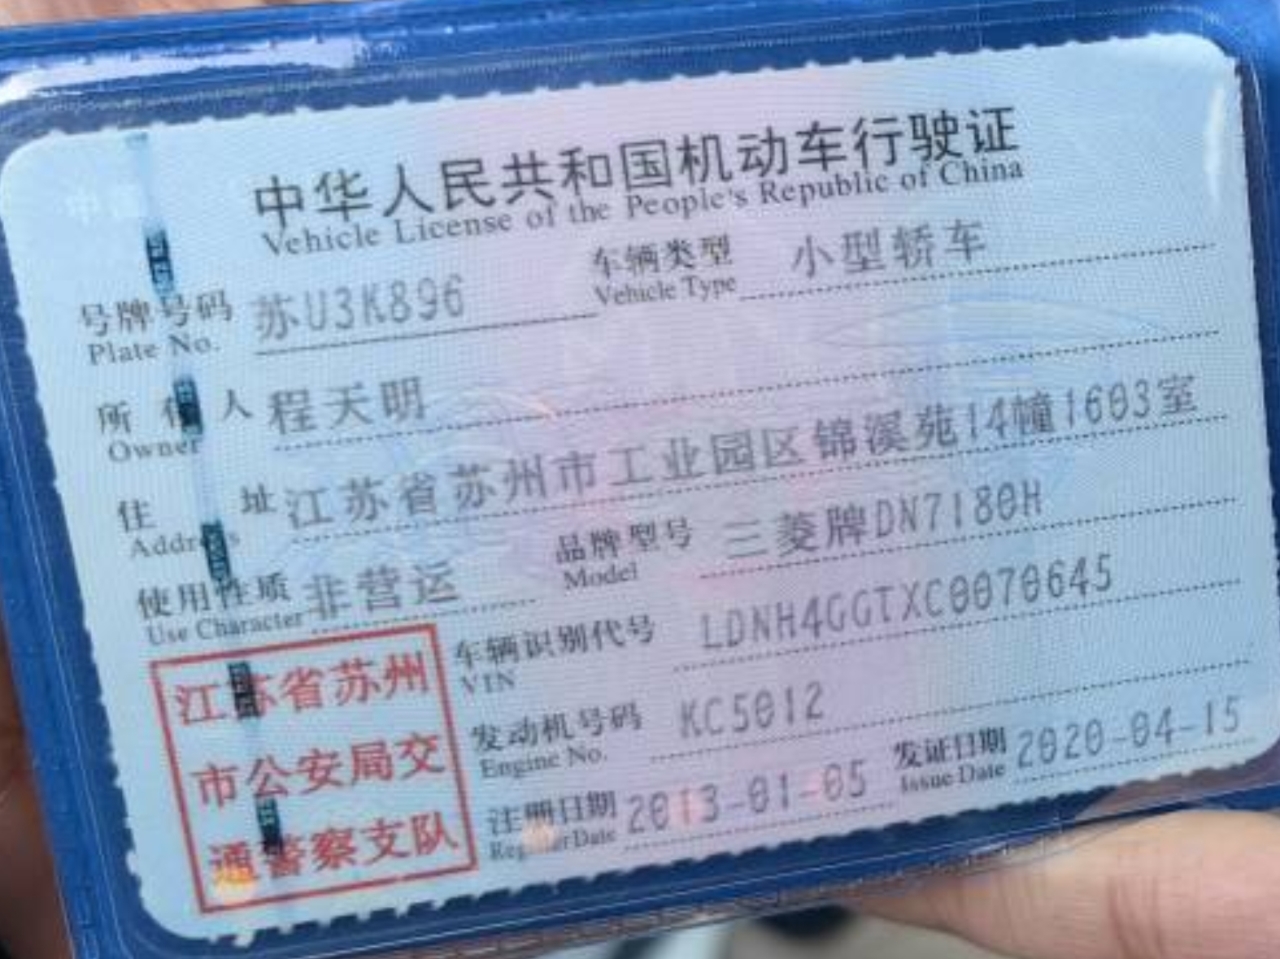 中华人民共和国机动车行驶证
Vehicle License of the People's Republic of China
号牌号码 苏U3K896 车辆类型 小型轿车
Plate No. Vehicle Type
所有人 程天明
Owner
住址 江苏省苏州市工业园区锦溪苑14幢1603室
Address
使用性质 非营运 品牌型号 三菱牌DN7180H
Use Character Model
车辆识别代号 LDNH4GGTXC0070645
VIN
发动机号码 KC5012
Engine No.
注册日期 2013-01-05 发证日期 2020-04-15
Register Date Issue Date
江苏省苏州
市公安局交
通警察支队